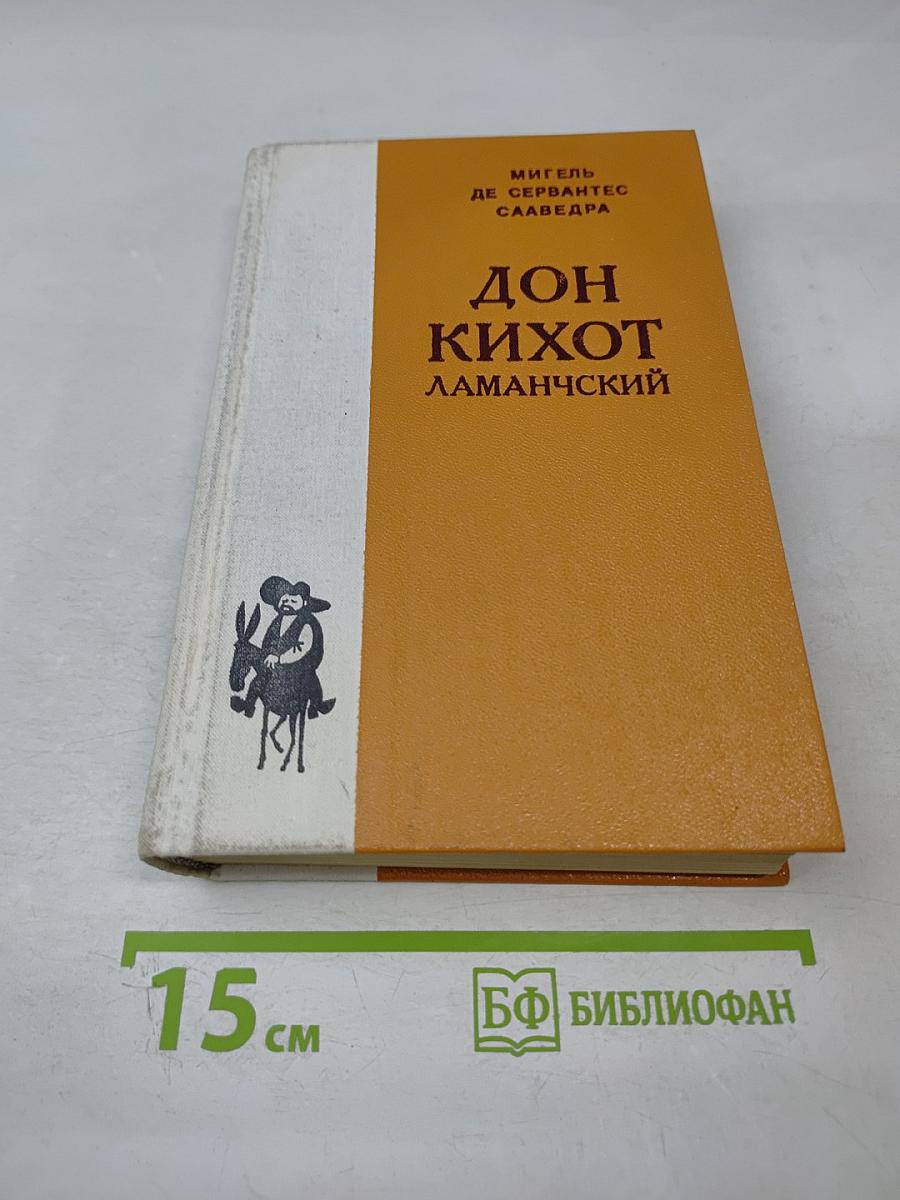 МИГЕЛЬ
ДЕ СЕРВАНТЕС
СААВЕДРА
ДОН
КИХОТ
ЛАМАНЧСКИЙ
15 см
БФ БИБЛИОФАН